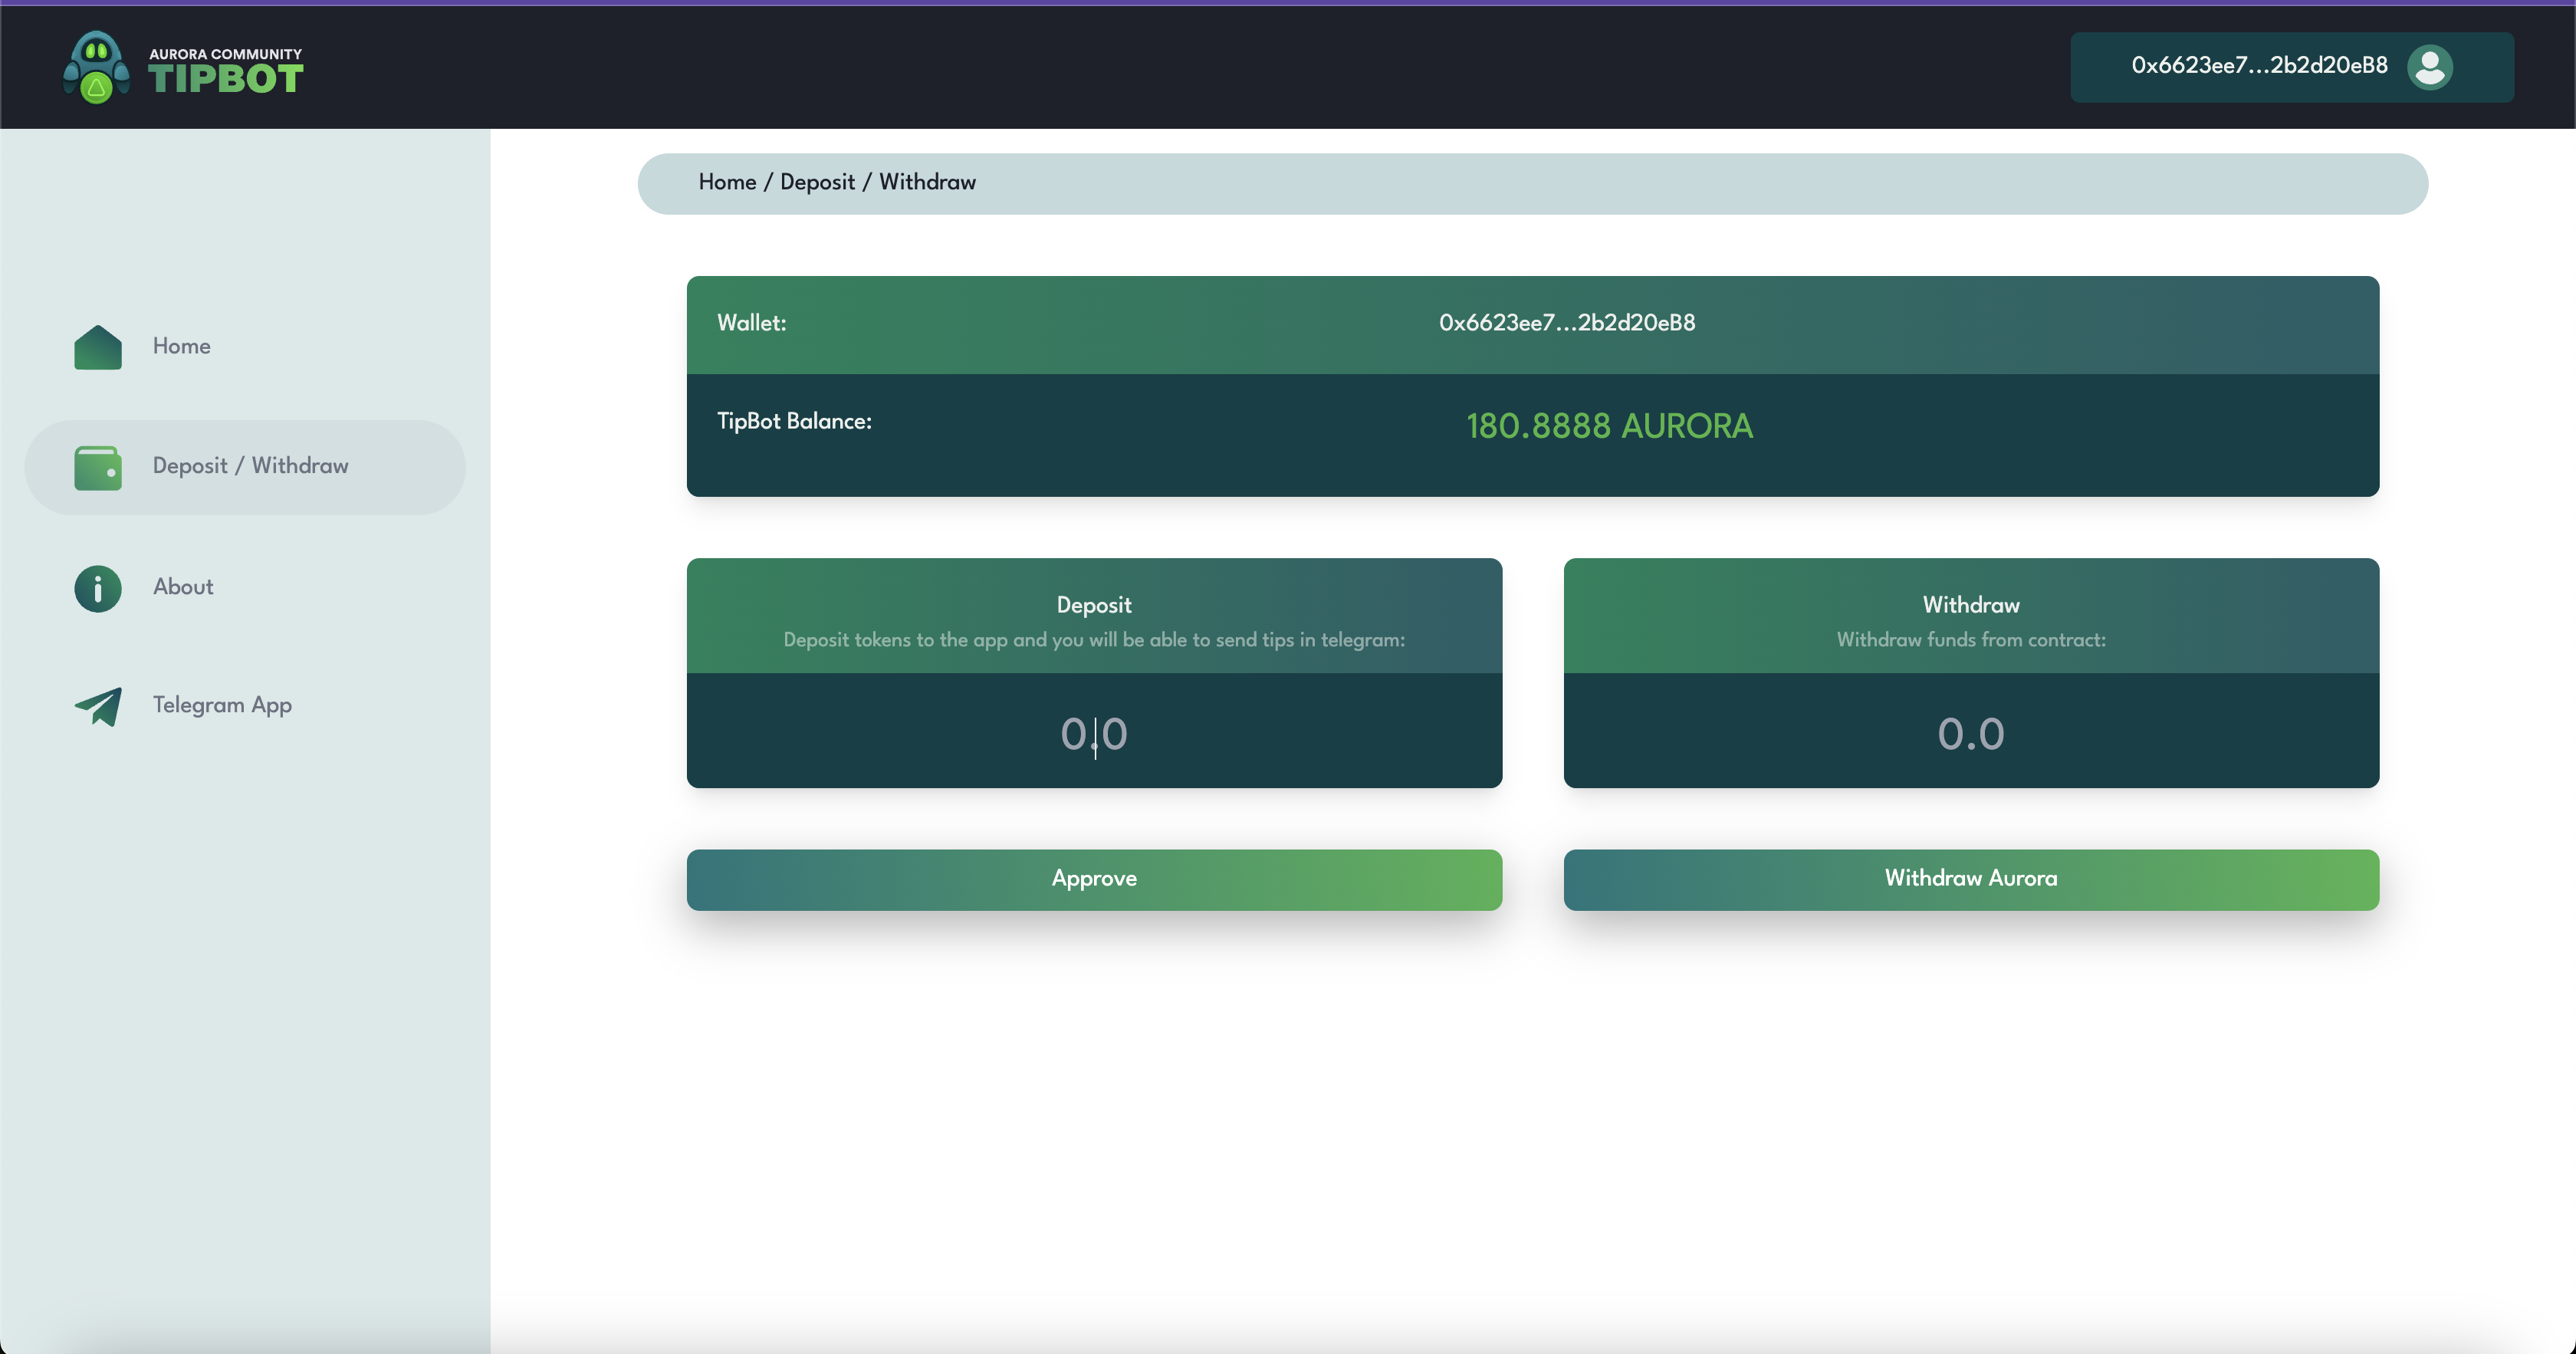 AURORA COMMUNITY
TIPBOT
0x6623ee7...2b2d20eB8
Home / Deposit / Withdraw
Home
Deposit / Withdraw
About
Telegram App
Wallet:
0x6623ee7...2b2d20eB8
TipBot Balance:
180.8888 AURORA
Deposit
Deposit tokens to the app and you will be able to send tips in telegram:
0.0
Approve
Withdraw
Withdraw funds from contract:
0.0
Withdraw Aurora